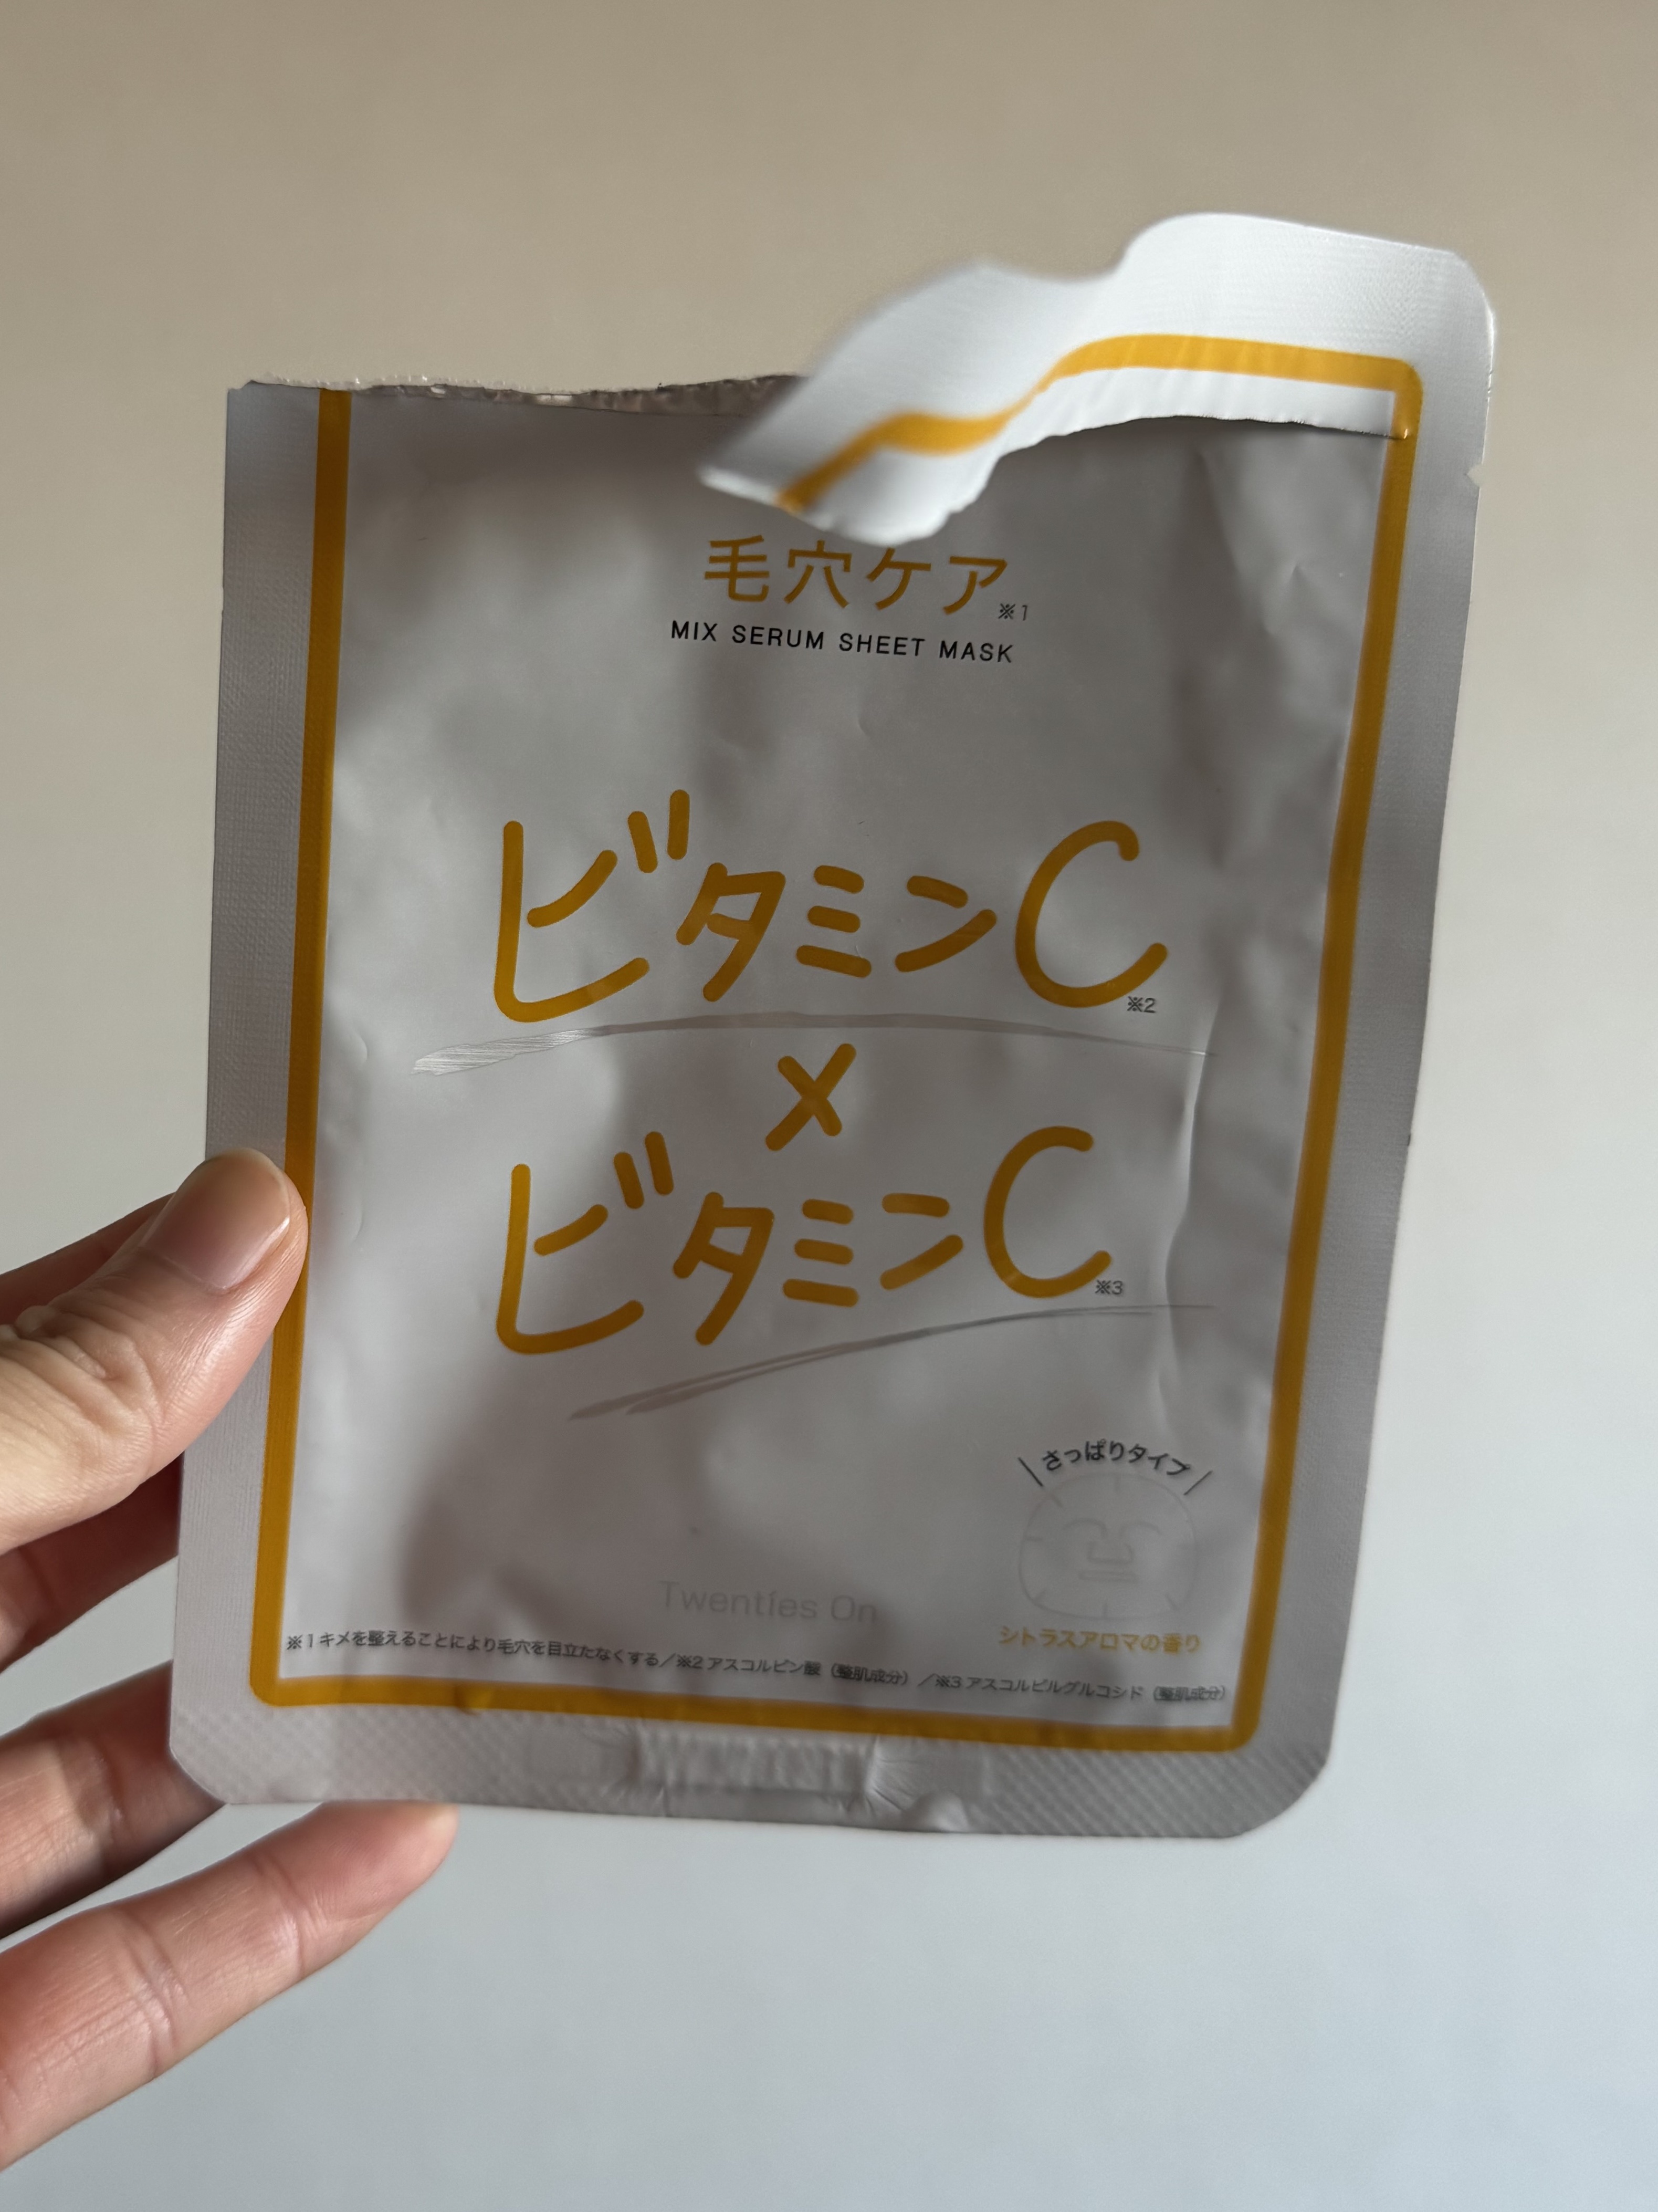 毛穴ケア※1
MIX SERUM SHEET MASK
ビタミンC※2
×
ビタミンC※3
さっぱりタイプ
シトラスアロマの香り
Twenties On
※1 キメを整えることにより毛穴を目立たなくする／※2 アスコルビン酸（整肌成分）／※3 アスコルビルグルコシド（整肌成分）